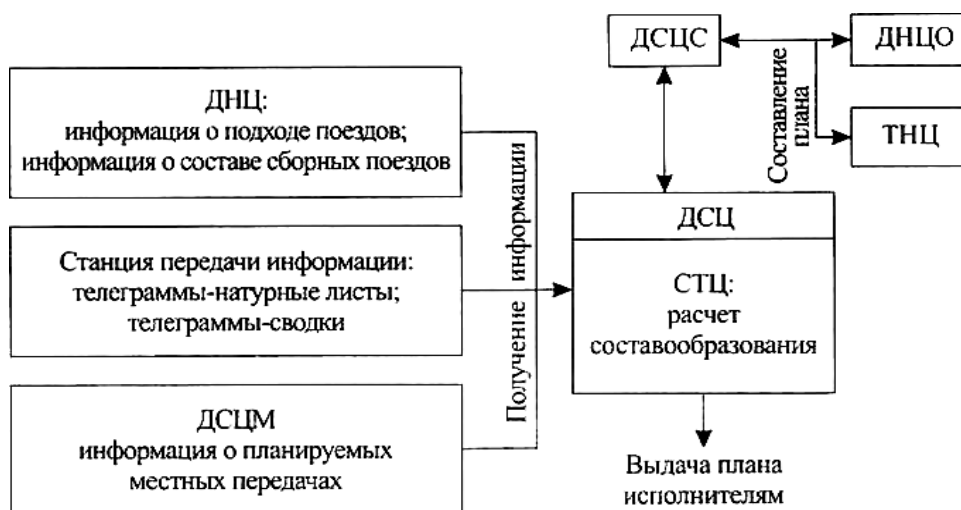 ДНЦ:
информация о подходе поездов;
информация о составе сборных поездов
Станция передачи информации:
телеграммы-натурные листы;
телеграммы-сводки
ДСЦМ
информация о планируемых
местных передачах
Получение информации
ДСЦС
ДНЦО
ТНЦ
Составление
плана
ДСЦ
СТЦ:
расчет
составообразования
Выдача плана
исполнителям